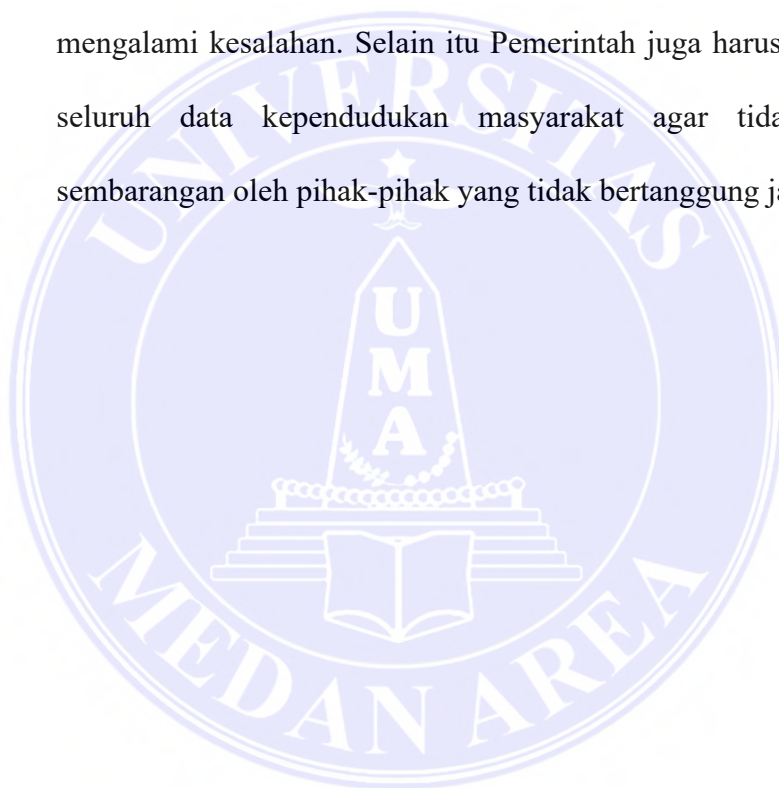 mengalami kesalahan. Selain itu Pemerintah juga harus
seluruh data kependudukan masyarakat agar
sembarangan oleh pihak-pihak yang tidak bertanggung
UNIVERSITAS
UMA
MEDAN AREA